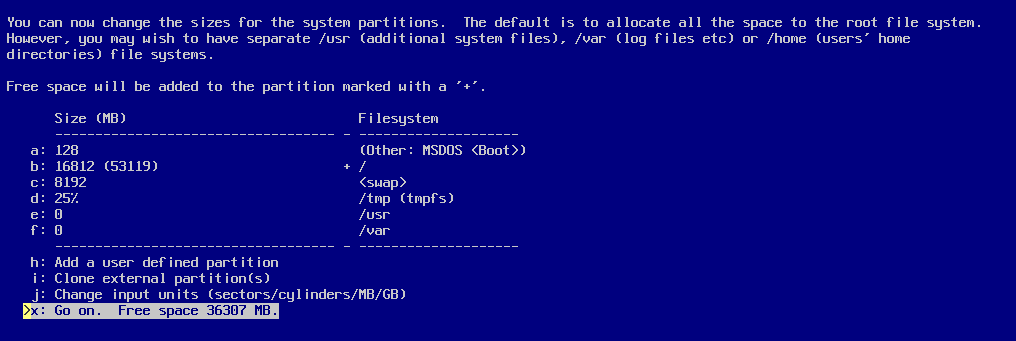 You can now change the sizes for the system partitions.  The default is to allocate all the space to the root file system.
However, you may wish to have separate /usr (additional system files), /var (log files etc) or /home (users' home
directories) file systems.

Free space will be added to the partition marked with a '+'.

      Size (MB)                             Filesystem
      ----------------------------------- - --------------------
   a: 128                                   (Other: MSDOS <Boot>)
   b: 16812 (53119)                       + /
   c: 8192                                  <swap>
   d: 25%                                   /tmp (tmpfs)
   e: 0                                     /usr
   f: 0                                     /var
      ----------------------------------- - --------------------
   h: Add a user defined partition
   i: Clone external partition(s)
   j: Change input units (sectors/cylinders/MB/GB)
  >x: Go on.  Free space 36307 MB.